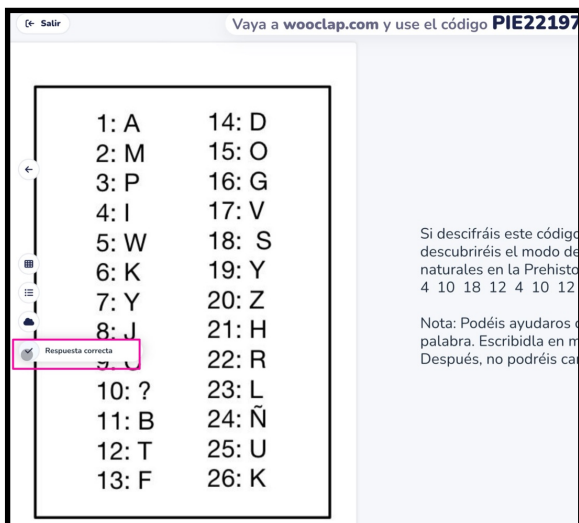 Salir
Vaya a wooclap.com y use el código PIE22197
1: A
2: M
3: P
4: I
5: W
6: K
7: Y
8: J
Respuesta correcta
10: ?
11: B
12: T
13: F
14: D
15: O
16: G
17: V
18: S
19: Y
20: Z
21: H
22: R
23: L
24: Ñ
25: U
26: K
Si descifráis este código
descubriréis el modo de
naturales en la Prehisto
4 10 18 12 4 10 12
Nota: Podéis ayudaros
palabra. Escribidla en
Después, no podréis